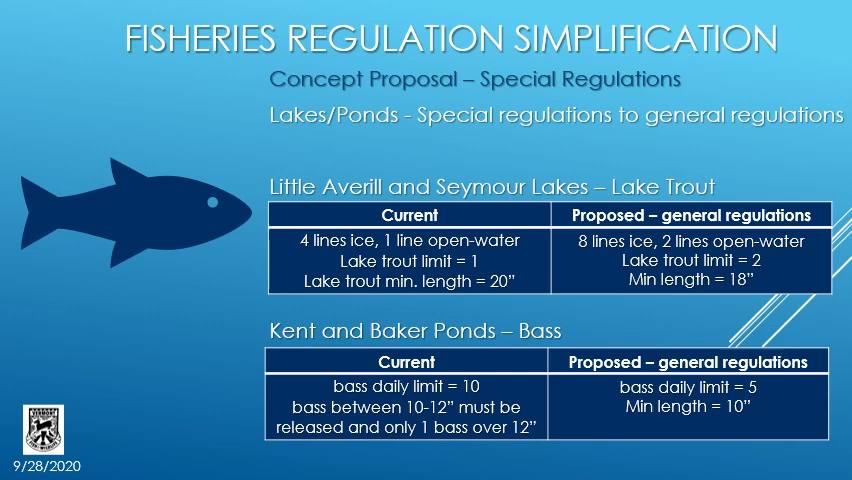 FISHERIES REGULATION SIMPLIFICATION
Concept Proposal – Special Regulations
Lakes/Ponds - Special regulations to general regulations
Little Averill and Seymour Lakes – Lake Trout
Current
Proposed – general regulations
4 lines ice, 1 line open-water
Lake trout limit = 1
Lake trout min. length = 20”
8 lines ice, 2 lines open-water
Lake trout limit = 2
Min length = 18”
Kent and Baker Ponds – Bass
Current
Proposed – general regulations
bass daily limit = 10
bass between 10-12” must be
released and only 1 bass over 12”
bass daily limit = 5
Min length = 10”
VERMONT
9/28/2020